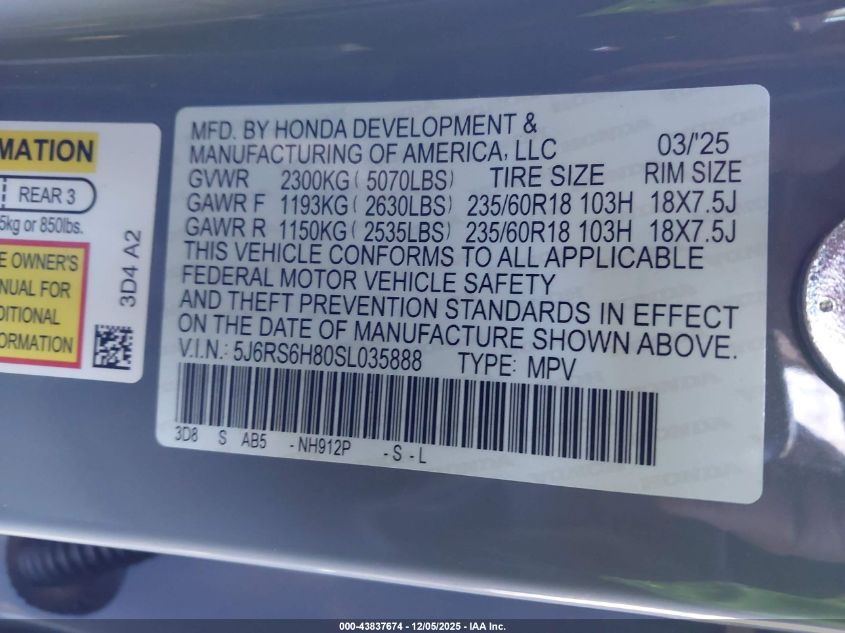 MATION
REAR 3
5kg or 850lbs.
E OWNER'S
NUAL FOR
DITIONAL
FORMATION
3D4 A2
MFD. BY HONDA DEVELOPMENT &
MANUFACTURING OF AMERICA, LLC 03/'25
GVWR 2300KG ( 5070LBS) TIRE SIZE RIM SIZE
GAWR F 1193KG ( 2630LBS) 235/60R18 103H 18X7.5J
GAWR R 1150KG ( 2535LBS) 235/60R18 103H 18X7.5J
THIS VEHICLE CONFORMS TO ALL APPLICABLE
FEDERAL MOTOR VEHICLE SAFETY
AND THEFT PREVENTION STANDARDS IN EFFECT
ON THE DATE OF MANUFACTURE SHOWN ABOVE.
V.I.N.: 5J6RS6H80SL035888 TYPE: MPV
3D8 S AB5 -NH912P -S-L
000-43837674 - 12/05/2025 - IAA Inc.